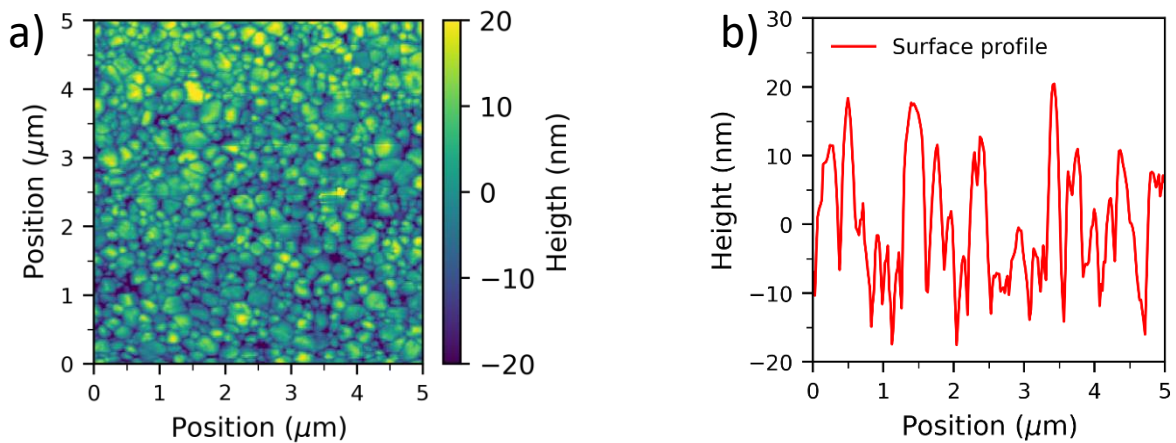 a)
Position (μm)
5
4
3
2
1
0
0 1 2 3 4 5
Position (μm)
20
10
0
−10
−20
Heigth (nm)
b)
Surface profile
Height (nm)
30
20
10
0
−10
−20
0 1 2 3 4 5
Position (μm)